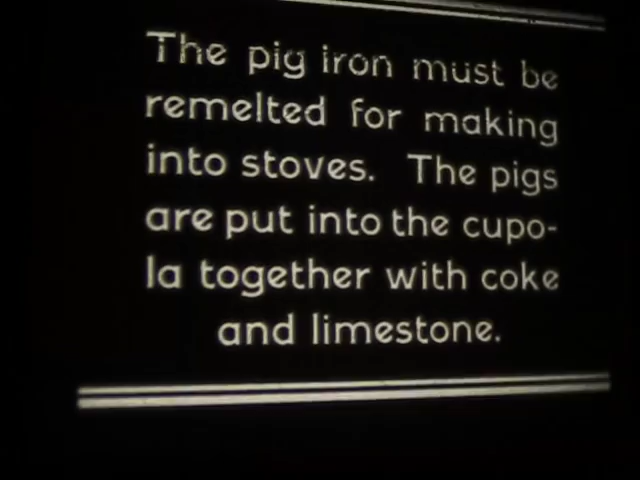 The pig iron must be
remelted for making
into stoves. The pigs
are put into the cupo-
la together with coke
and limestone.